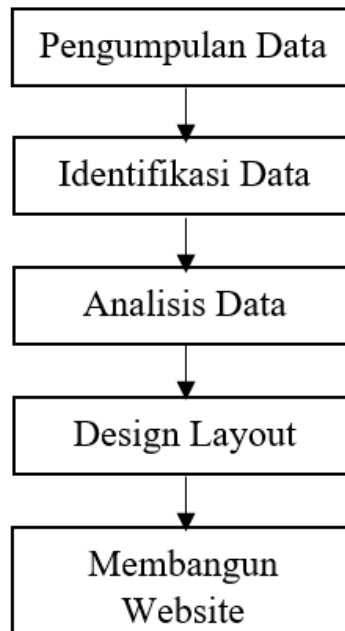 Pengumpulan Data
Identifikasi Data
Analisis Data
Design Layout
Membangun
Website